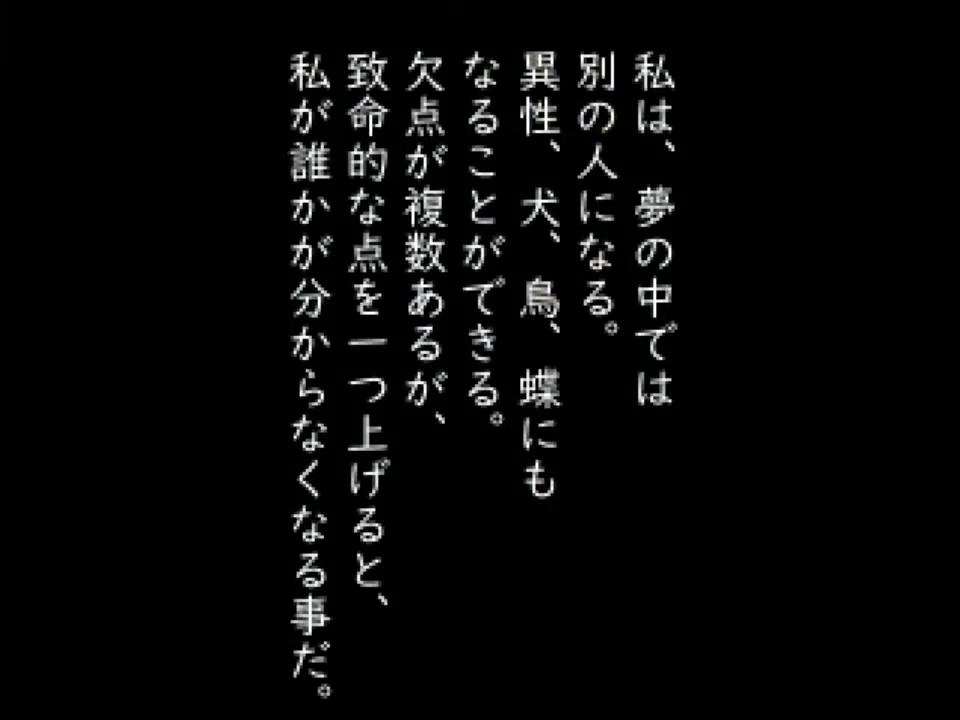 私は、夢の中では
別の人になる。
異性、犬、鳥、蝶にも
なることができる。
欠点が複数あるが、
致命的な点を一つ上げると、
私が誰かが分からなくなる事だ。